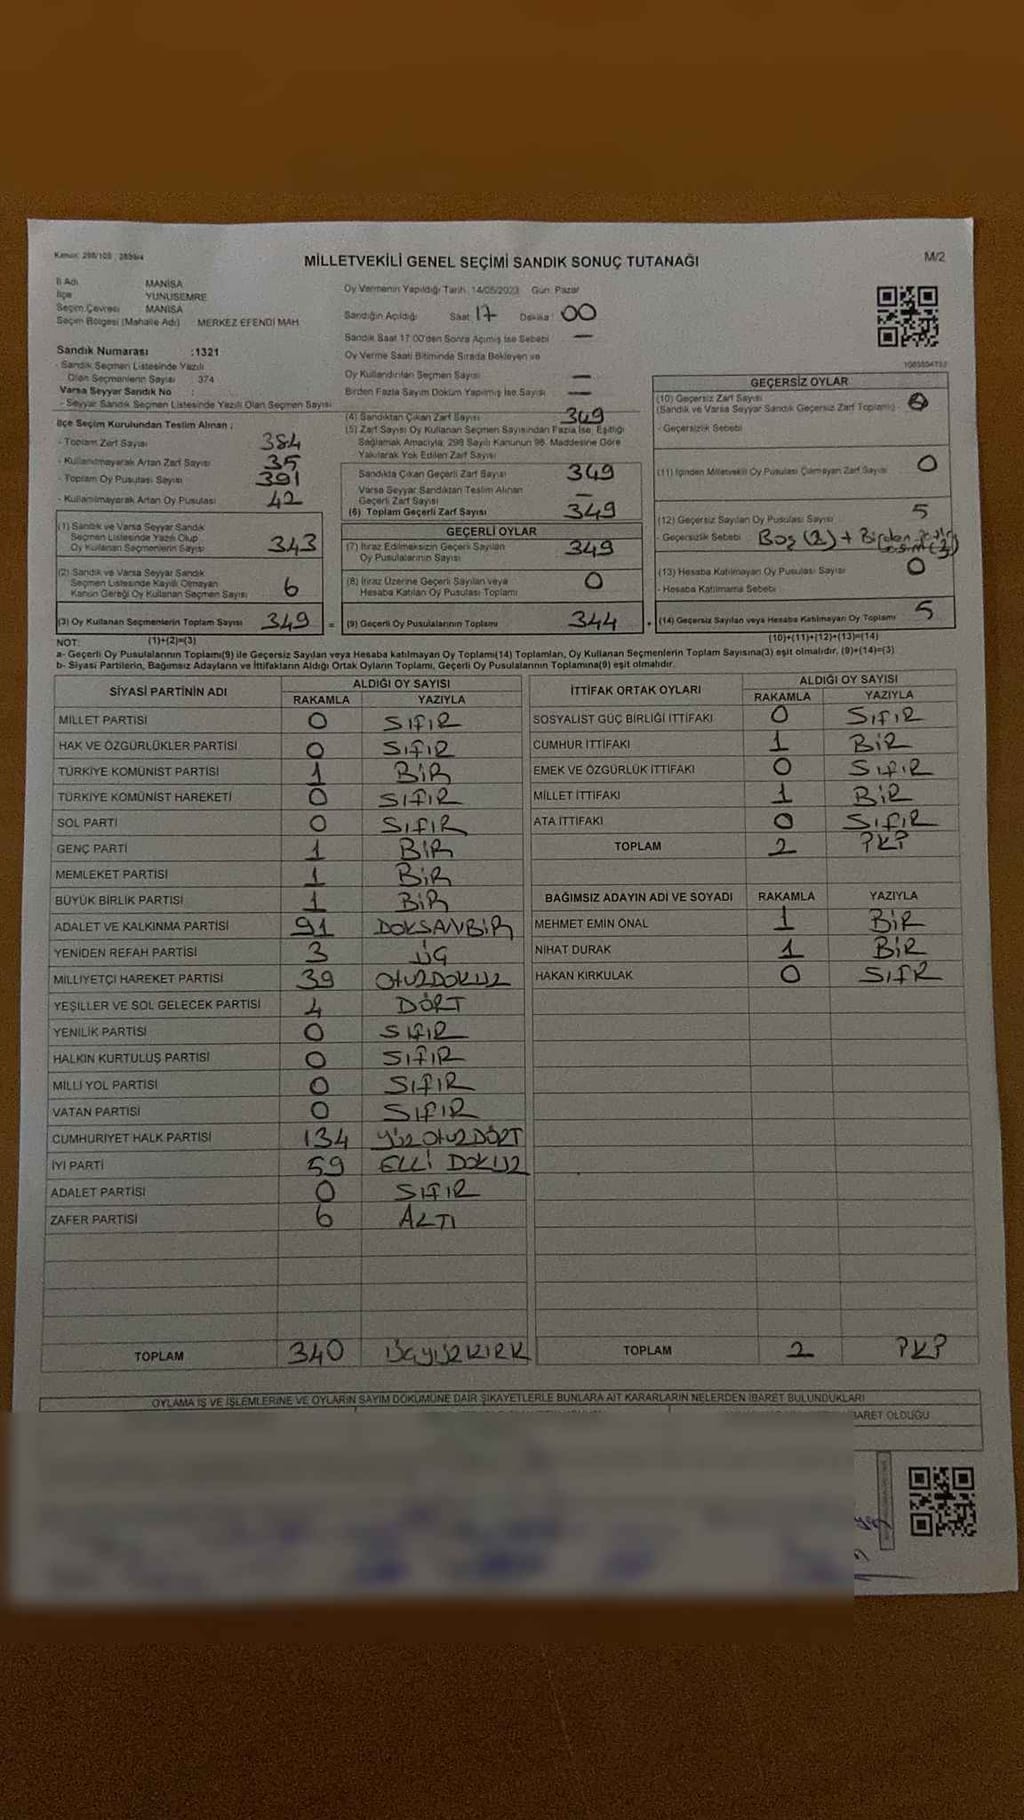 Kanun: 298/105, 2839/4
MİLLETVEKİLİ GENEL SEÇİMİ SANDIK SONUÇ TUTANAĞI
M/2
İl Adı MANİSA
İlçe YUNUSEMRE
Seçim Çevresi MANİSA
Seçim Bölgesi (Mahalle Adı) MERKEZ EFENDİ MAH
Sandık Numarası :1321
- Sandık Seçmen Listesinde Yazılı
Olan Seçmenlerin Sayısı 374
Varsa Seyyar Sandık No :
- Seyyar Sandık Seçmen Listesinde Yazılı Olan Seçmen Sayısı
İlçe Seçim Kurulundan Teslim Alınan ;
- Toplam Zarf Sayısı 384
- Kullanılmayarak Artan Zarf Sayısı 35
- Toplam Oy Pusulası Sayısı 391
- Kullanılmayarak Artan Oy Pusulası 42
(1) Sandık ve Varsa Seyyar Sandık
Seçmen Listesinde Yazılı Olup
Oy Kullanan Seçmenlerin Sayısı 343
(2) Sandık ve Varsa Seyyar Sandık
Seçmen Listesinde Kayıtlı Olmayan
Kanun Gereği Oy Kullanan Seçmen Sayısı 6
(3) Oy Kullanan Seçmenlerin Toplam Sayısı 349 =
Oy Vermenin Yapıldığı Tarih: 14/05/2023 Gün: Pazar
Sandığın Açıldığı Saat: 17 Dakika: 00
Sandık Saat 17:00'den Sonra Açılmış İse Sebebi —
Oy Verme Saati Bitiminde Sırada Bekleyen ve
Oy Kullandırılan Seçmen Sayısı —
Birden Fazla Sayım Döküm Yapılmış İse Sayısı —
(4) Sandıktan Çıkan Zarf Sayısı 349
(5) Zarf Sayısı Oy Kullanan Seçmen Sayısından Fazla İse, Eşitliği
Sağlamak Amacıyla, 298 Sayılı Kanunun 98. Maddesine Göre
Yakılarak Yok Edilen Zarf Sayısı
Sandıkta Çıkan Geçerli Zarf Sayısı 349
Varsa Seyyar Sandıktan Teslim Alınan
Geçerli Zarf Sayısı —
(6) Toplam Geçerli Zarf Sayısı 349
GEÇERLİ OYLAR
(7) İtiraz Edilmeksizin Geçerli Sayılan
Oy Pusulalarının Sayısı 349
(8) İtiraz Üzerine Geçerli Sayılan veya
Hesaba Katılan Oy Pusulası Toplamı 0
(9) Geçerli Oy Pusulalarının Toplamı 344 +
GEÇERSİZ OYLAR
(10) Geçersiz Zarf Sayısı
(Sandık ve Varsa Seyyar Sandık Geçersiz Zarf Toplamı)
- Geçersizlik Sebebi
(11) İçinden Milletvekili Oy Pusulası Çıkmayan Zarf Sayısı 0
(12) Geçersiz Sayılan Oy Pusulası Sayısı 5
- Geçersizlik Sebebi Boş (2) +
(13) Hesaba Katılmayan Oy Pusulası Sayısı 0
- Hesaba Katılmama Sebebi
(14) Geçersiz Sayılan veya Hesaba Katılmayan Oy Toplamı 5
NOT: (1)+(2)=(3) (10)+(11)+(12)+(13)=(14)
a- Geçerli Oy Pusulalarının Toplamı(9) ile Geçersiz Sayılan veya Hesaba katılmayan Oy Toplamı(14) Toplamları, Oy Kullanan Seçmenlerin Toplam Sayısına(3) eşit olmalıdır. (9)+(14)=(3)
b- Siyasi Partilerin, Bağımsız Adayların ve İttifakların Aldığı Ortak Oyların Toplamı, Geçerli Oy Pusulalarının Toplamına(9) eşit olmalıdır.
SİYASİ PARTİNİN ADI ALDIĞI OY SAYISI
RAKAMLA YAZIYLA
MİLLET PARTİSİ 0 SIFIR
HAK VE ÖZGÜRLÜKLER PARTİSİ 0 SIFIR
TÜRKİYE KOMÜNİST PARTİSİ 1 BİR
TÜRKİYE KOMÜNİST HAREKETİ 0 SIFIR
SOL PARTİ 0 SIFIR
GENÇ PARTİ 1 BİR
MEMLEKET PARTİSİ 1 BİR
BÜYÜK BİRLİK PARTİSİ 1 BİR
ADALET VE KALKINMA PARTİSİ 91 DOKSANBİR
YENİDEN REFAH PARTİSİ 3 ÜÇ
MİLLİYETÇİ HAREKET PARTİSİ 39 OTUZDOKUZ
YEŞİLLER VE SOL GELECEK PARTİSİ 4 DÖRT
YENİLİK PARTİSİ 0 SIFIR
HALKIN KURTULUŞ PARTİSİ 0 SIFIR
MİLLİ YOL PARTİSİ 0 SIFIR
VATAN PARTİSİ 0 SIFIR
CUMHURİYET HALK PARTİSİ 134 YÜZ OTUZ DÖRT
İYİ PARTİ 59 ELLİ DOKUZ
ADALET PARTİSİ 0 SIFIR
ZAFER PARTİSİ 6 ALTI
TOPLAM 340 ÜÇYÜZKIRK
İTTİFAK ORTAK OYLARI ALDIĞI OY SAYISI
RAKAMLA YAZIYLA
SOSYALİST GÜÇ BİRLİĞİ İTTİFAKI 0 SIFIR
CUMHUR İTTİFAKI 1 BİR
EMEK VE ÖZGÜRLÜK İTTİFAKI 0 SIFIR
MİLLET İTTİFAKI 1 BİR
ATA İTTİFAKI 0 SIFIR
TOPLAM 2 İKİ
BAĞIMSIZ ADAYIN ADI VE SOYADI RAKAMLA YAZIYLA
MEHMET EMİN ÖNAL 1 BİR
NİHAT DURAK 1 BİR
HAKAN KIRKULAK 0 SIFIR
TOPLAM 2 İKİ
OYLAMA İŞ VE İŞLEMLERİNE VE OYLARIN SAYIM DÖKÜMÜNE DAİR ŞİKAYETLERLE BUNLARA AİT KARARLARIN NELERDEN İBARET BULUNDUKLARI
BARET OLDUĞU